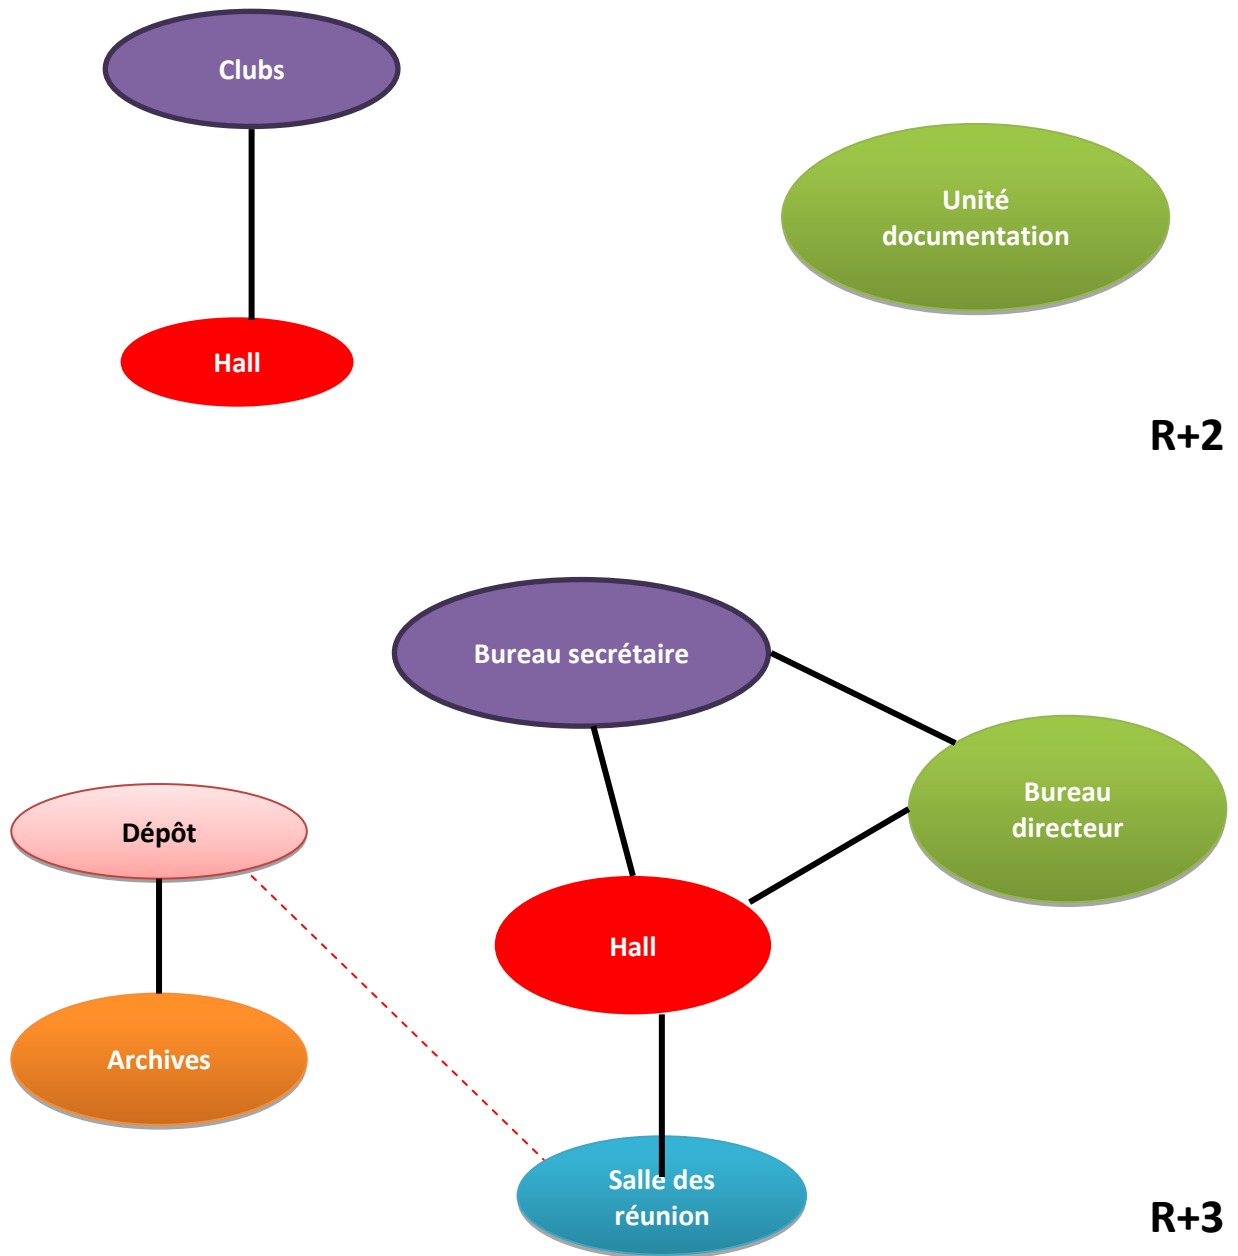 Clubs
Unité
documentation
Hall
R+2
Bureau secrétaire
Bureau
directeur
Dépôt
Hall
Archives
Salle des
réunion
R+3